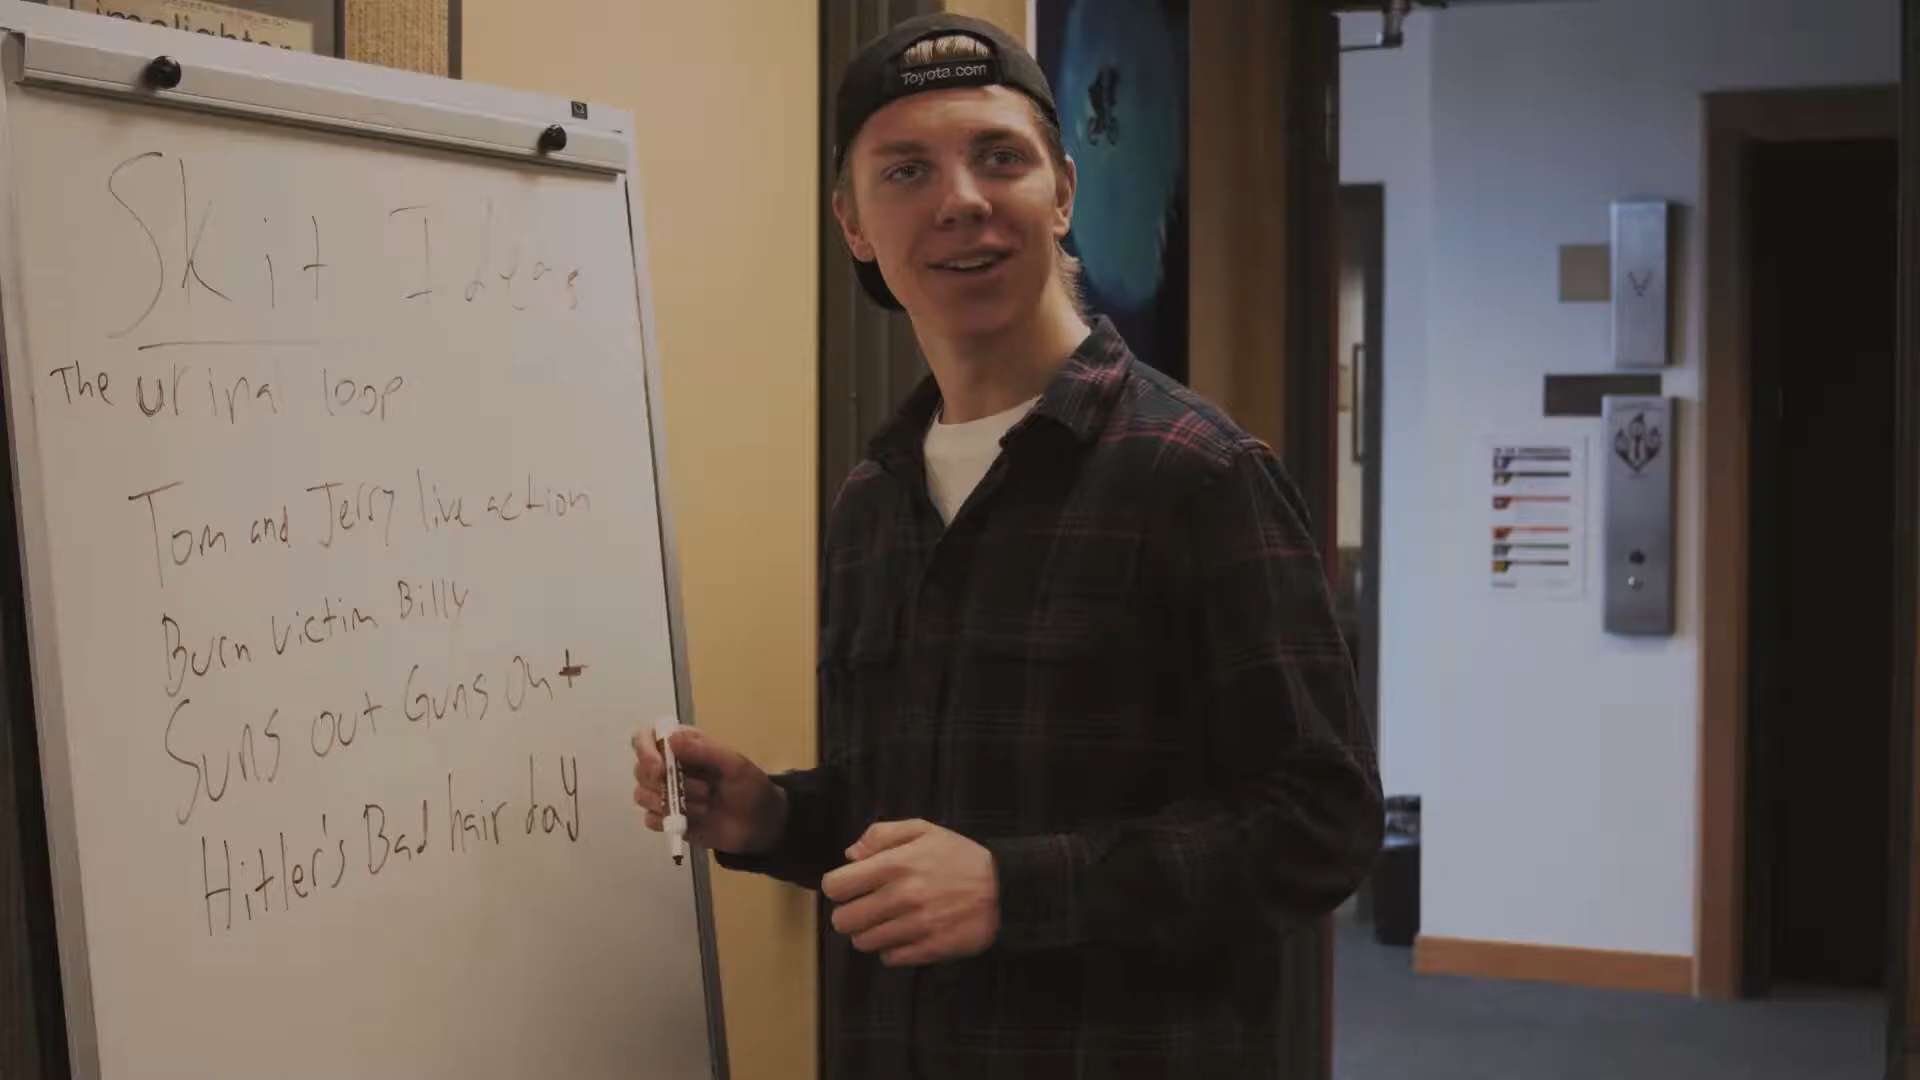 Limelighter
Toyota.com
Skit Ideas
The urinal loop
Tom and Jerry live action
Burn victim Billy
Suns out Guns Out
Hitler's Bad hair day